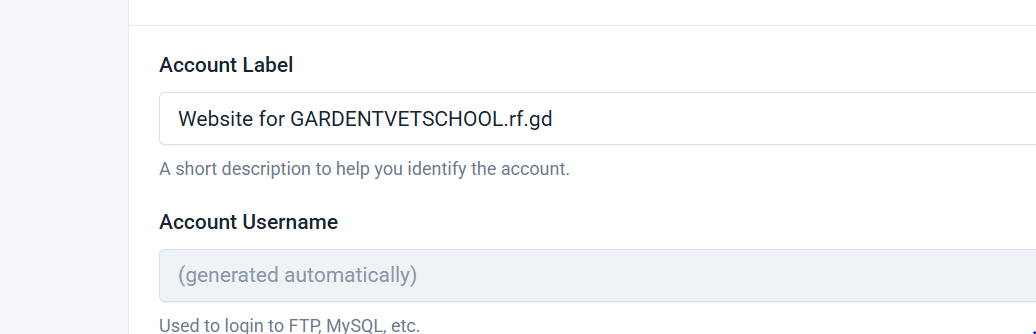 Account Label
Website for GARDENTVETSCHOOL.rf.gd
A short description to help you identify the account.
Account Username
(generated automatically)
Used to login to FTP, MySQL, etc.